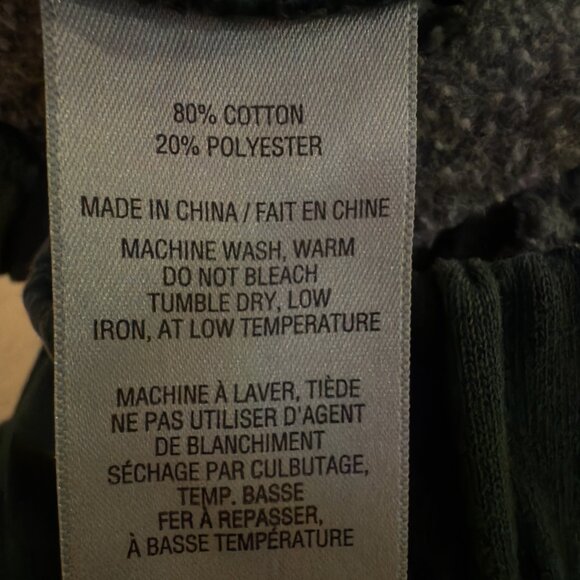 80% COTTON
20% POLYESTER
MADE IN CHINA / FAIT EN CHINE
MACHINE WASH, WARM
DO NOT BLEACH
TUMBLE DRY, LOW
IRON, AT LOW TEMPERATURE
MACHINE À LAVER, TIÈDE
NE PAS UTILISER D'AGENT
DE BLANCHIMENT
SÉCHAGE PAR CULBUTAGE,
TEMP. BASSE
FER À REPASSER,
À BASSE TEMPÉRATURE